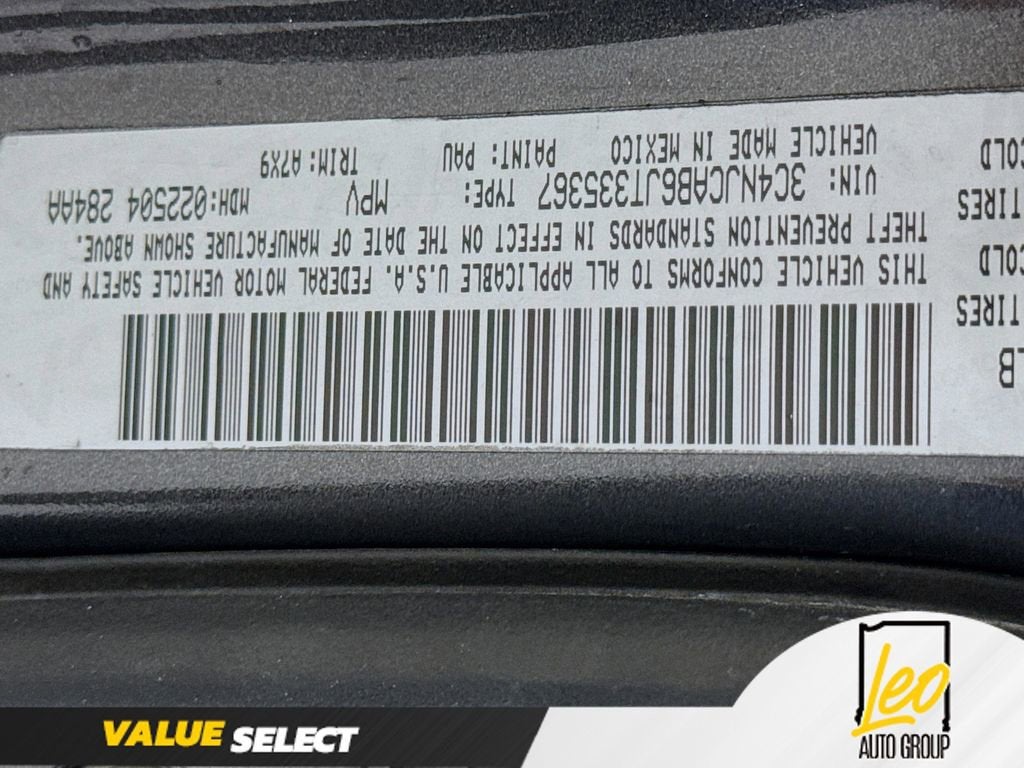 THIS VEHICLE CONFORMS TO ALL APPLICABLE U.S.A. FEDERAL MOTOR VEHICLE SAFETY AND
THEFT PREVENTION STANDARDS IN EFFECT ON THE DATE OF MANUFACTURE SHOWN ABOVE.
VIN: 3C4NJCAB6JT335367 TYPE: MPV MDH:022504 284AA
VEHICLE MADE IN MEXICO PAINT: PAU TRIM: A7X9
LB
TIRES
COLD
TIRES
COLD
VALUE SELECT
Leo
AUTO GROUP